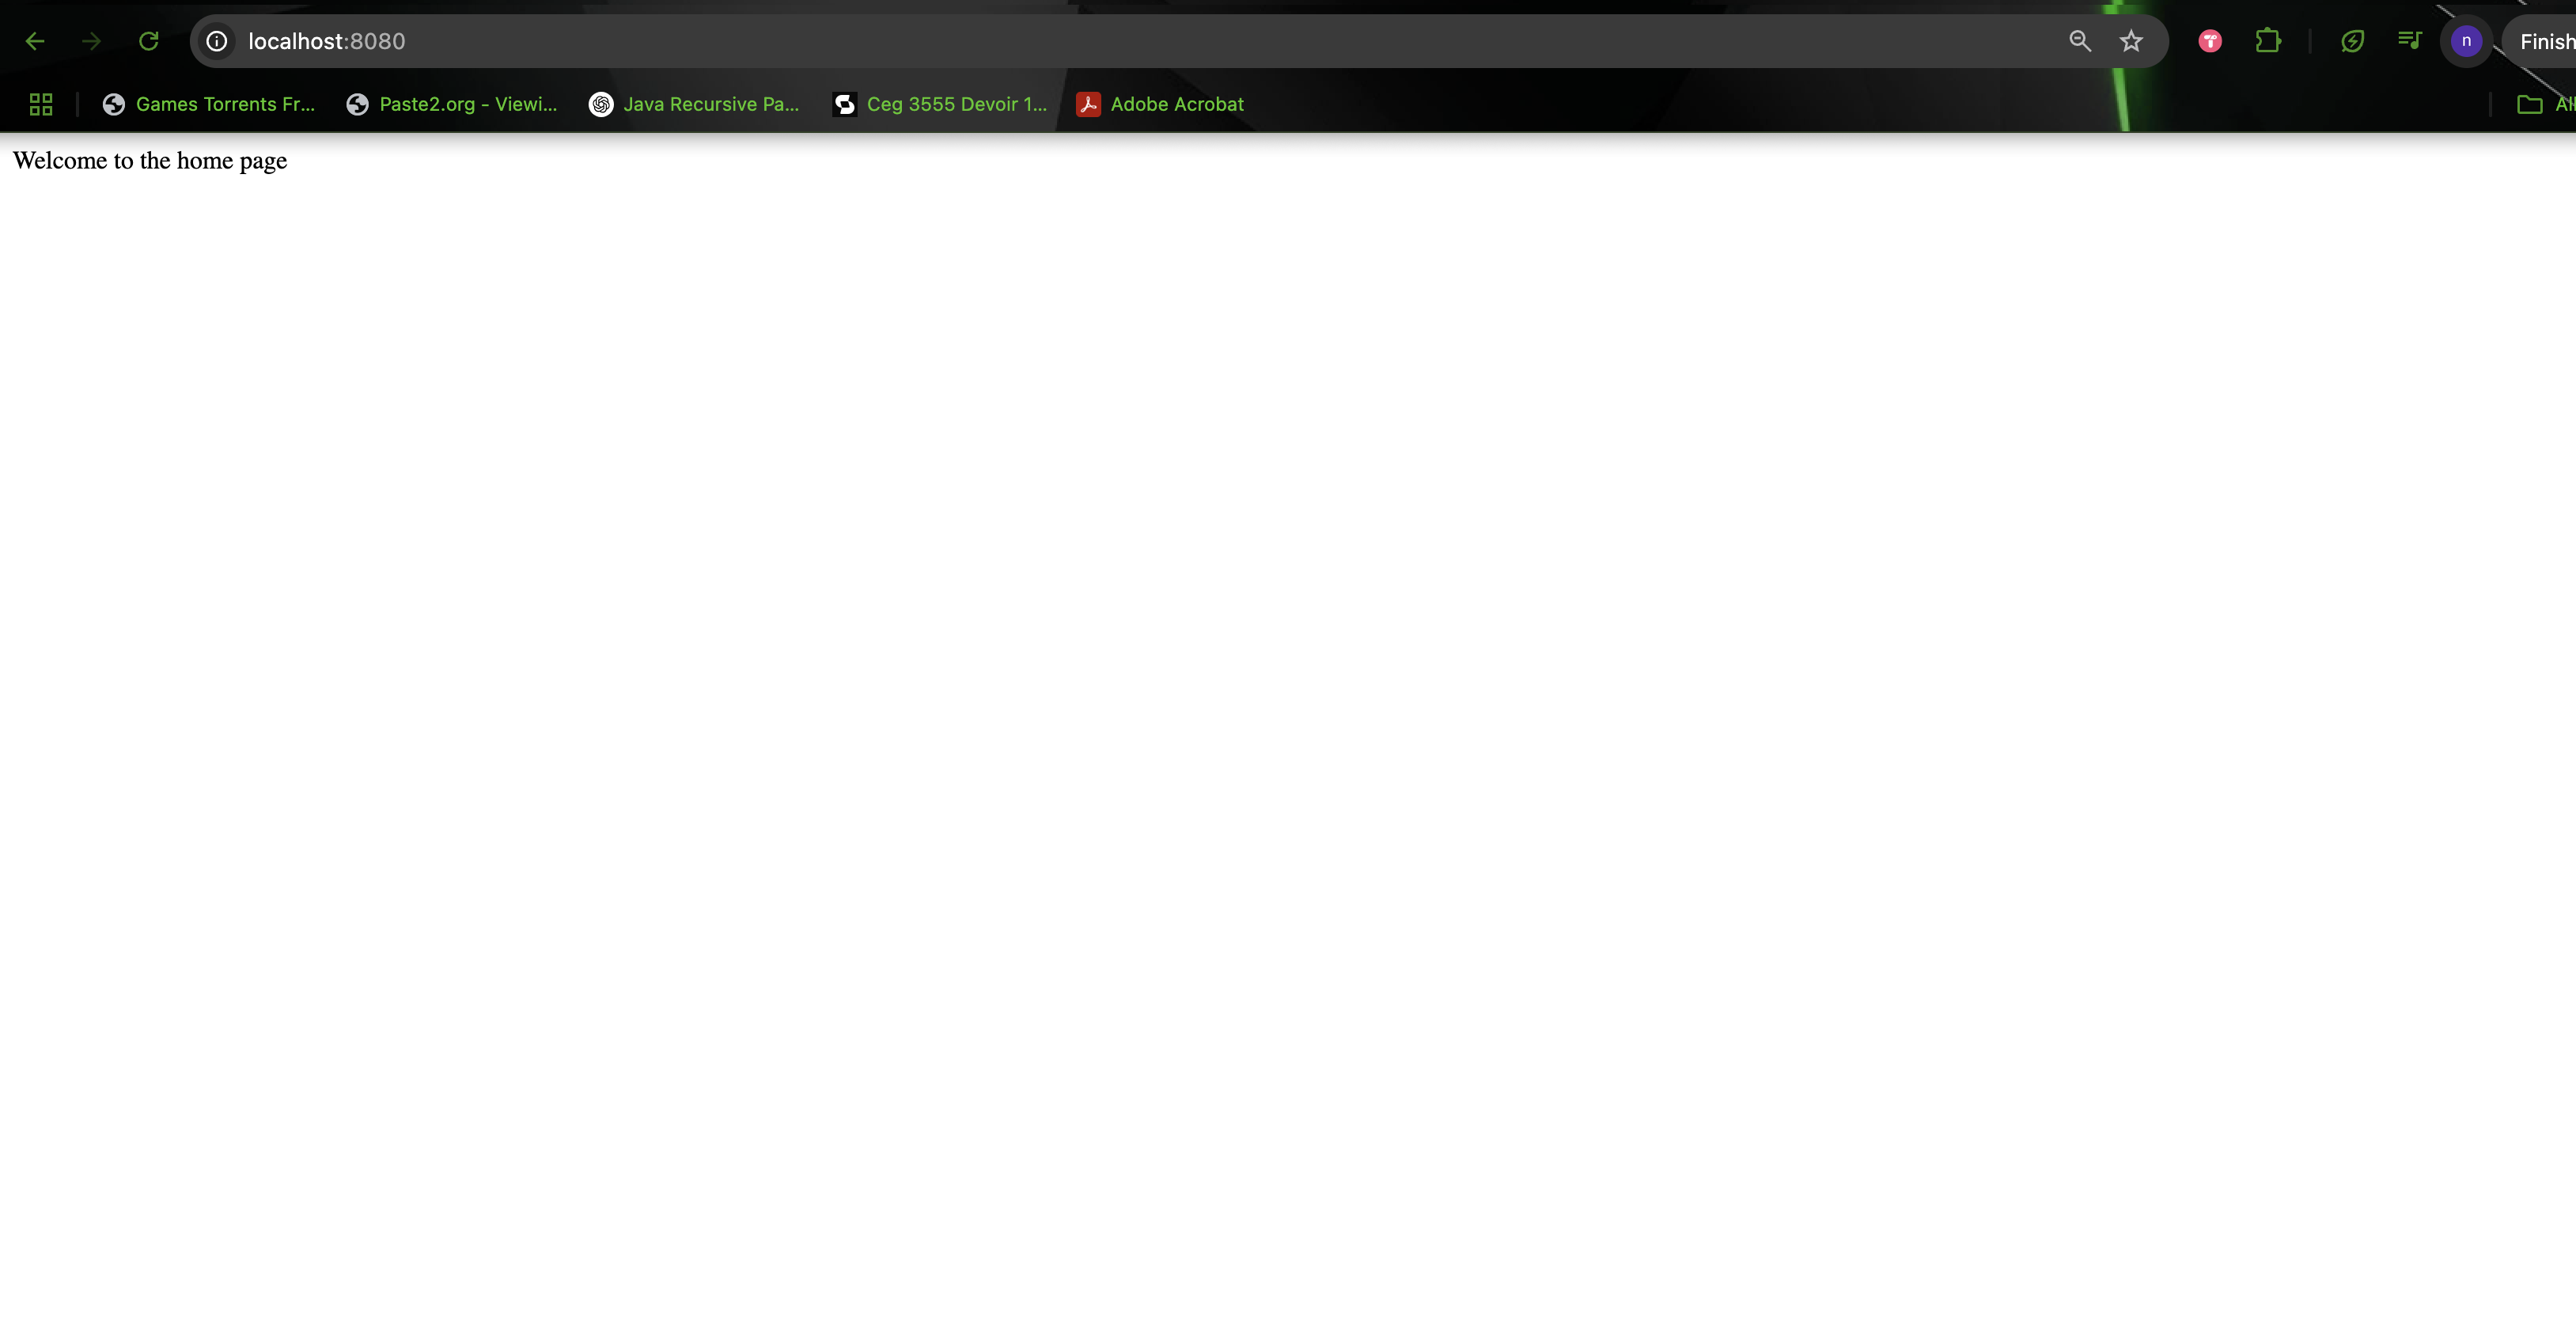 localhost:8080
n
Finish
Games Torrents Fr...
Paste2.org - Viewi...
Java Recursive Pa...
Ceg 3555 Devoir 1...
Adobe Acrobat
All
Welcome to the home page